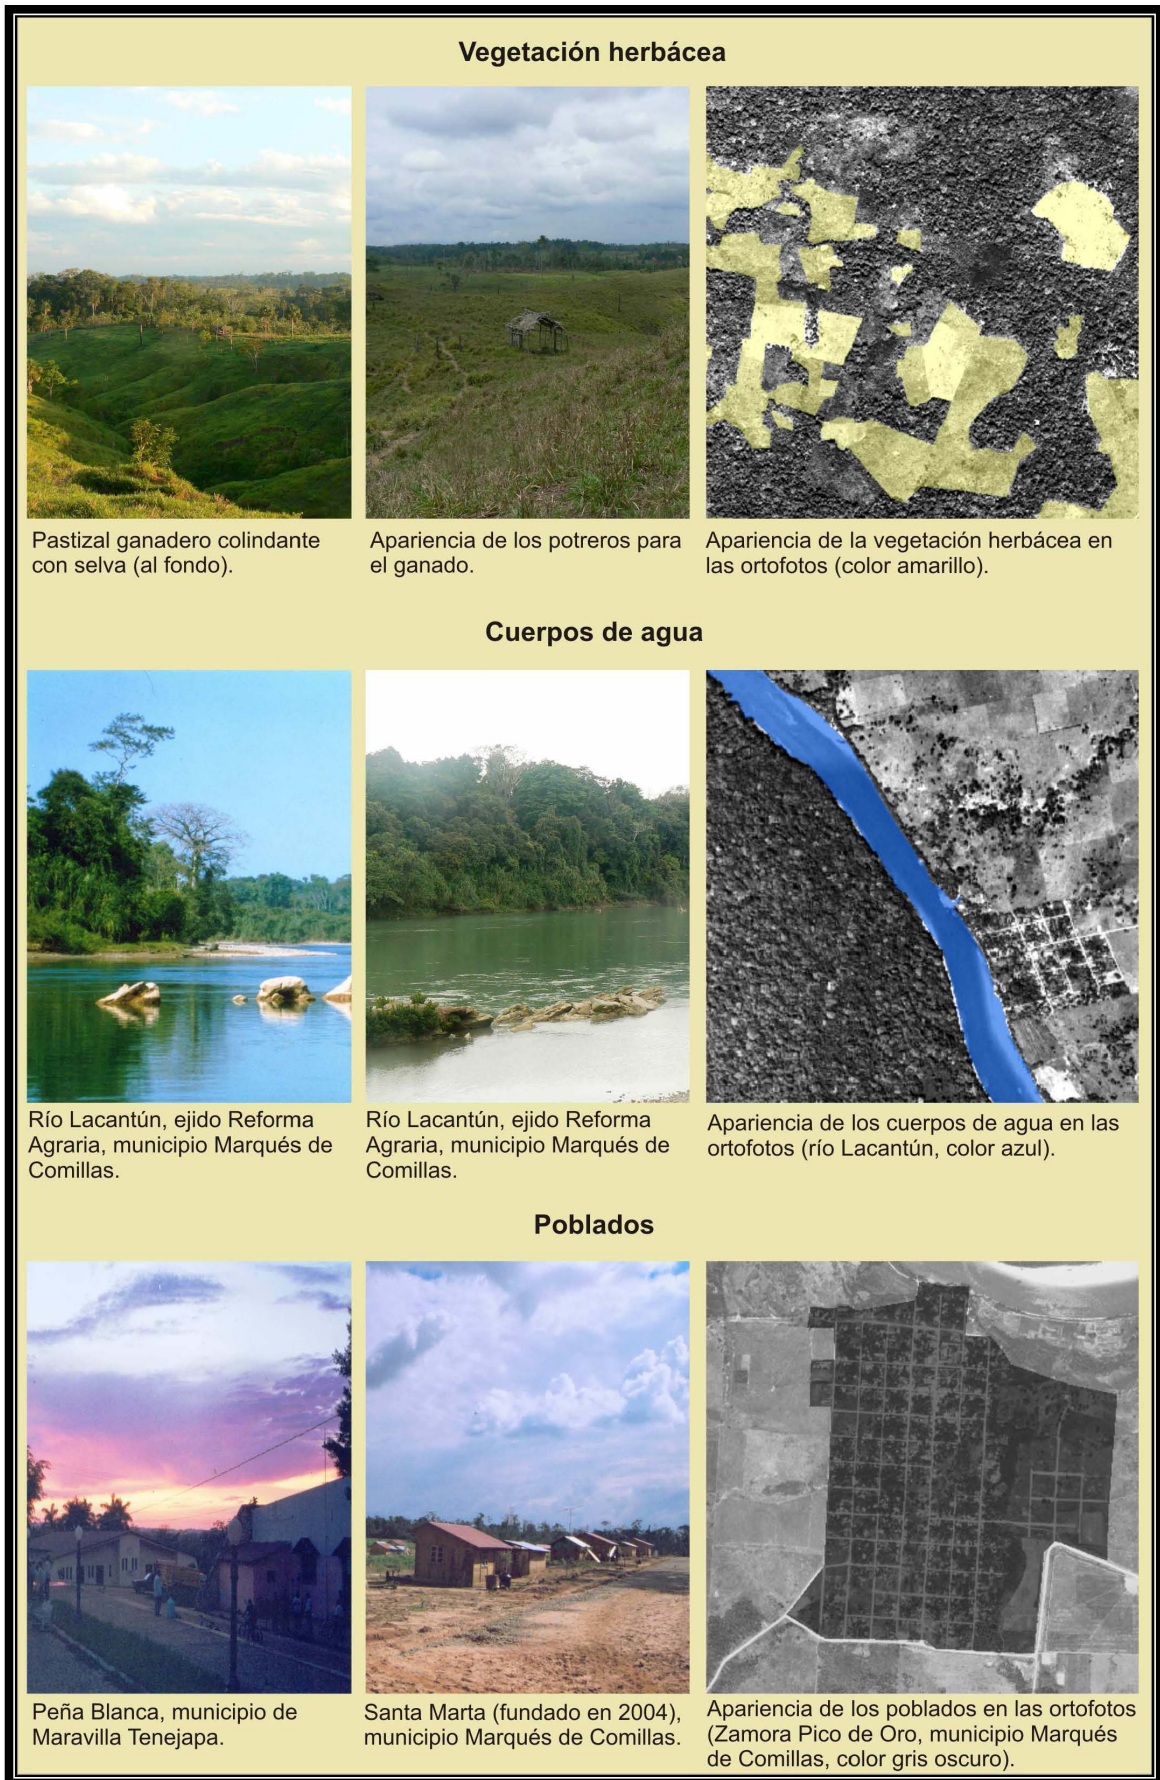 Vegetación herbácea
Pastizal ganadero colindante
con selva (al fondo).
Apariencia de los potreros para
el ganado.
Apariencia de la vegetación herbácea en
las ortofotos (color amarillo).
Cuerpos de agua
Río Lacantún, ejido Reforma
Agraria, municipio Marqués de
Comillas.
Río Lacantún, ejido Reforma
Agraria, municipio Marqués de
Comillas.
Apariencia de los cuerpos de agua en las
ortofotos (río Lacantún, color azul).
Poblados
Peña Blanca, municipio de
Maravilla Tenejapa.
Santa Marta (fundado en 2004),
municipio Marqués de Comillas.
Apariencia de los poblados en las ortofotos
(Zamora Pico de Oro, municipio Marqués
de Comillas, color gris oscuro).